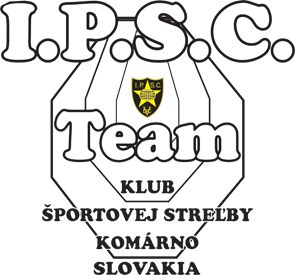 I.P.S.C.
I.P.S.C.
Team
KLUB
ŠPORTOVEJ STREĽBY
KOMÁRNO
SLOVAKIA